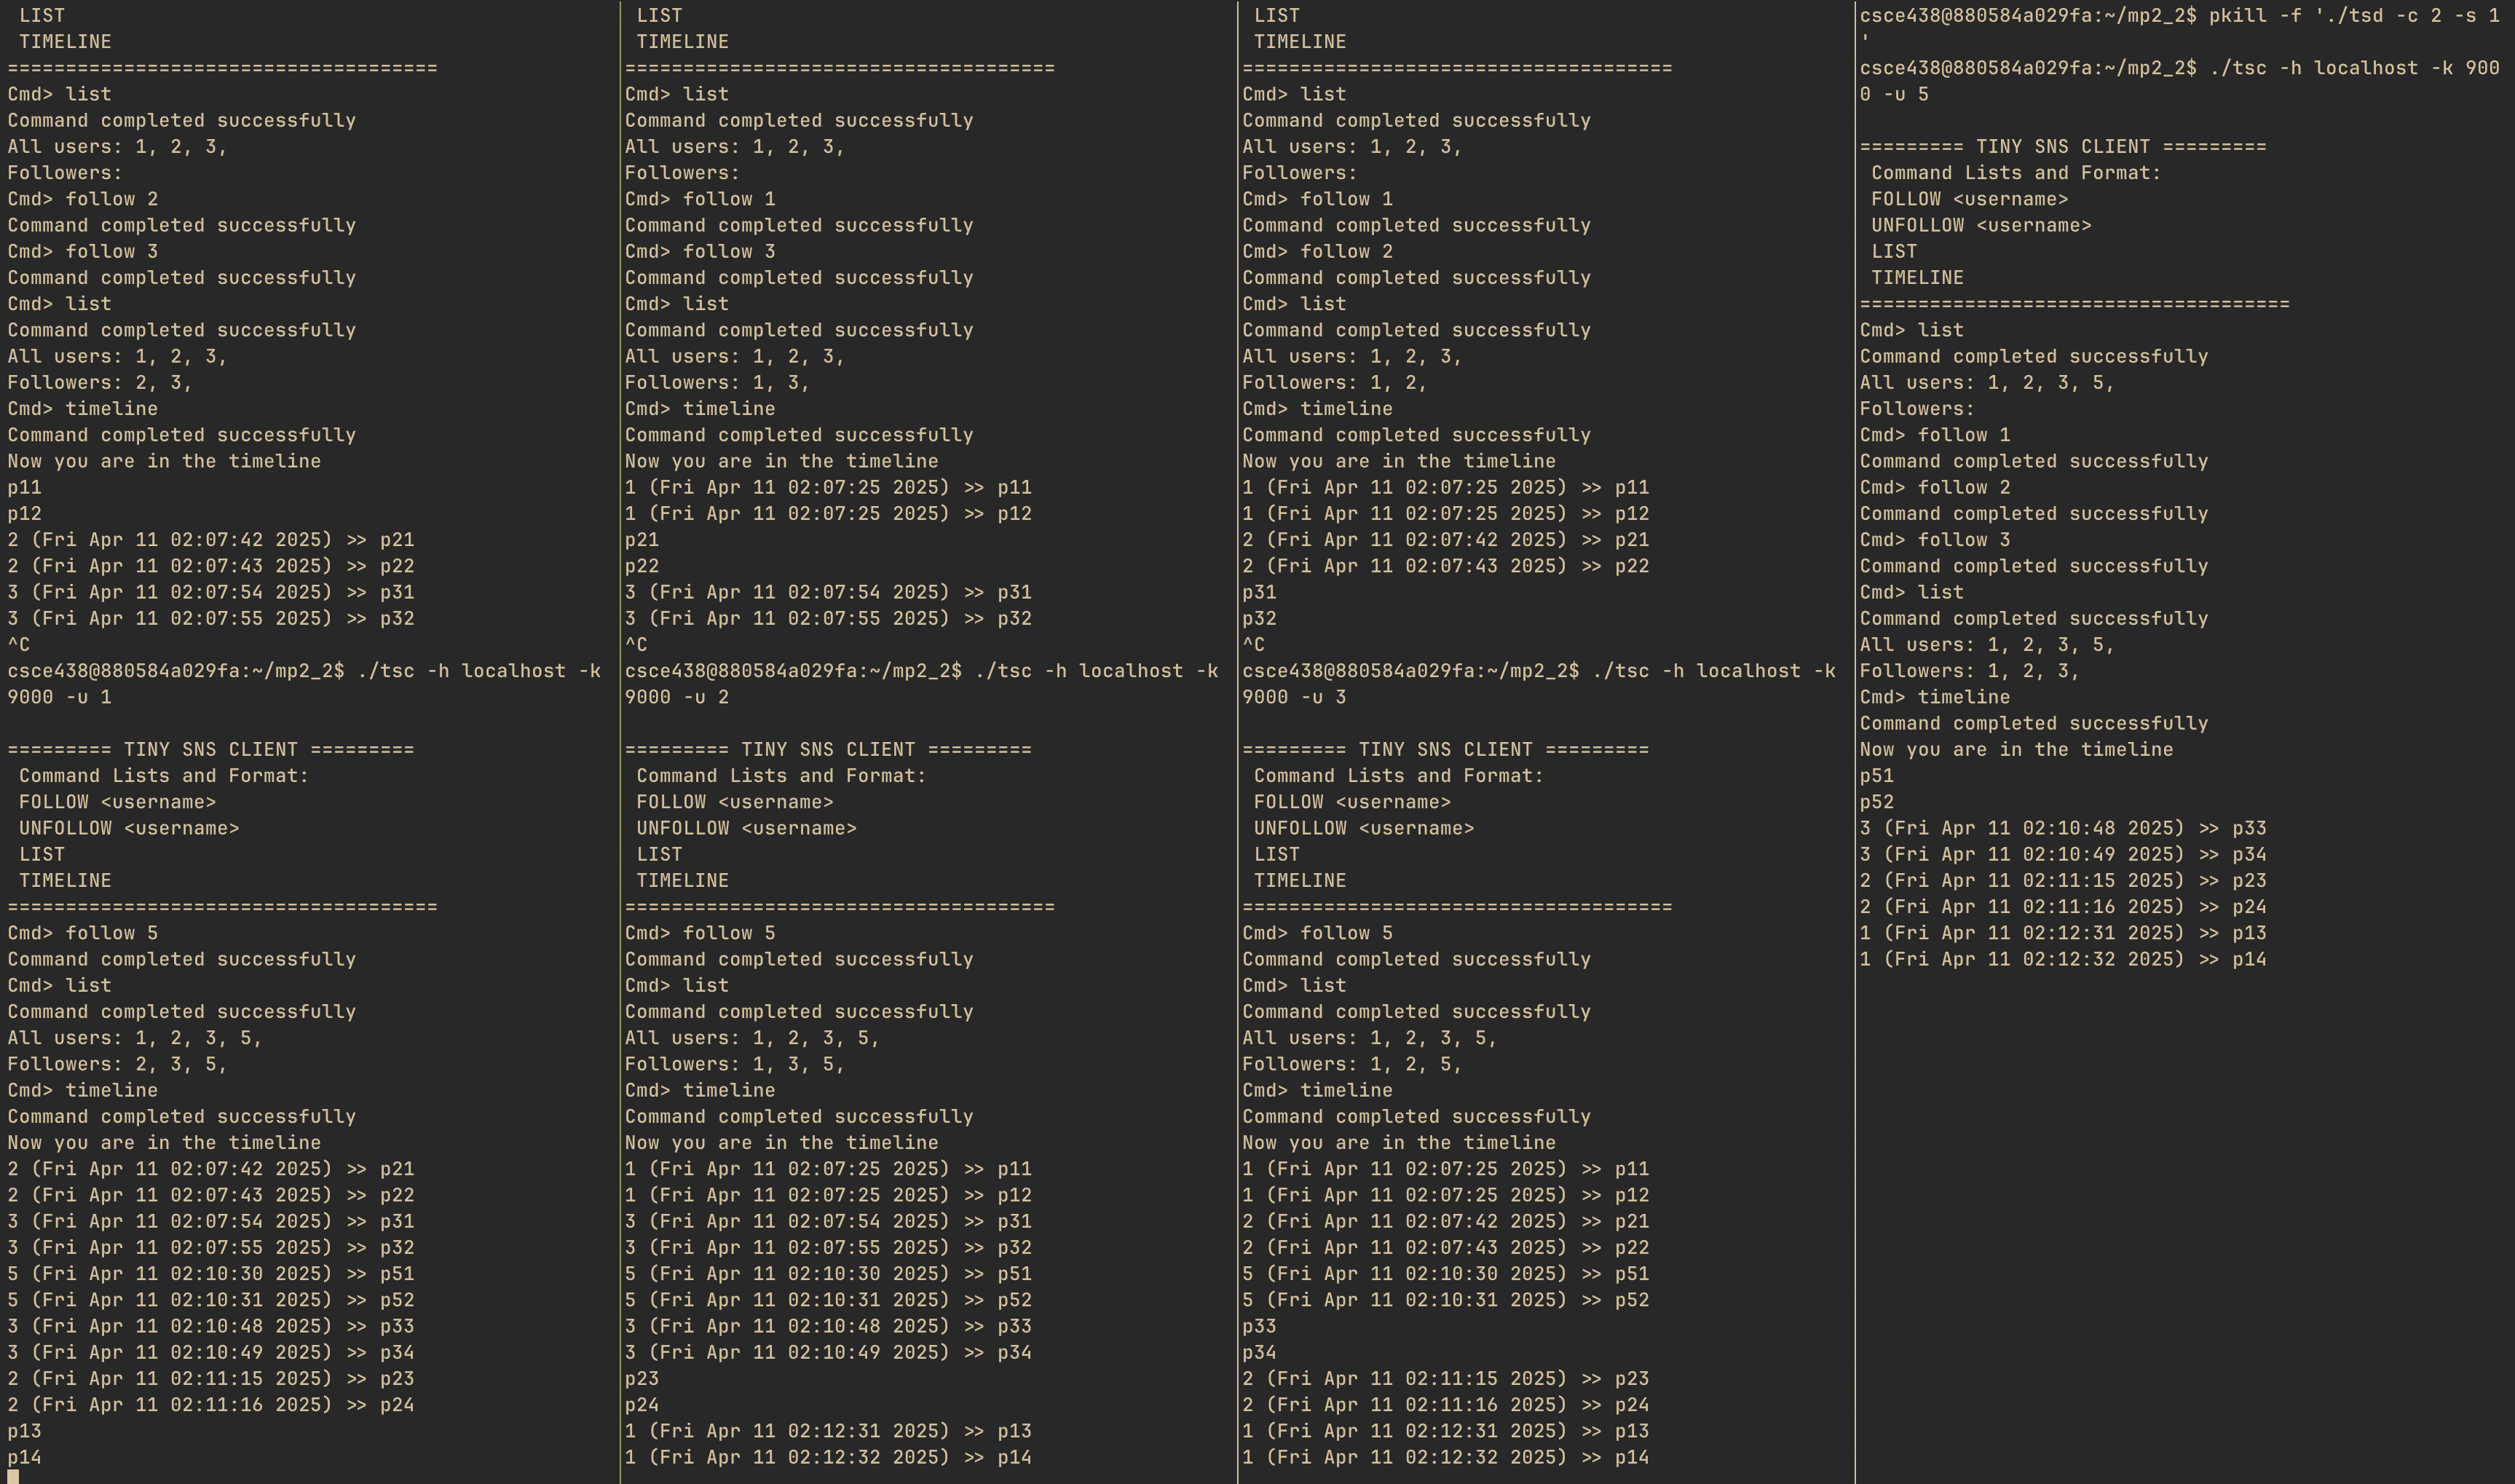 LIST
 TIMELINE
=====================================
Cmd> list
Command completed successfully
All users: 1, 2, 3,
Followers:
Cmd> follow 2
Command completed successfully
Cmd> follow 3
Command completed successfully
Cmd> list
Command completed successfully
All users: 1, 2, 3,
Followers: 2, 3,
Cmd> timeline
Command completed successfully
Now you are in the timeline
p11
p12
2 (Fri Apr 11 02:07:42 2025) >> p21
2 (Fri Apr 11 02:07:43 2025) >> p22
3 (Fri Apr 11 02:07:54 2025) >> p31
3 (Fri Apr 11 02:07:55 2025) >> p32
^C
csce438@880584a029fa:~/mp2_2$ ./tsc -h localhost -k
9000 -u 1

========= TINY SNS CLIENT =========
 Command Lists and Format:
 FOLLOW <username>
 UNFOLLOW <username>
 LIST
 TIMELINE
=====================================
Cmd> follow 5
Command completed successfully
Cmd> list
Command completed successfully
All users: 1, 2, 3, 5,
Followers: 2, 3, 5,
Cmd> timeline
Command completed successfully
Now you are in the timeline
2 (Fri Apr 11 02:07:42 2025) >> p21
2 (Fri Apr 11 02:07:43 2025) >> p22
3 (Fri Apr 11 02:07:54 2025) >> p31
3 (Fri Apr 11 02:07:55 2025) >> p32
5 (Fri Apr 11 02:10:30 2025) >> p51
5 (Fri Apr 11 02:10:31 2025) >> p52
3 (Fri Apr 11 02:10:48 2025) >> p33
3 (Fri Apr 11 02:10:49 2025) >> p34
2 (Fri Apr 11 02:11:15 2025) >> p23
2 (Fri Apr 11 02:11:16 2025) >> p24
p13
p14
 LIST
 TIMELINE
=====================================
Cmd> list
Command completed successfully
All users: 1, 2, 3,
Followers:
Cmd> follow 1
Command completed successfully
Cmd> follow 3
Command completed successfully
Cmd> list
Command completed successfully
All users: 1, 2, 3,
Followers: 1, 3,
Cmd> timeline
Command completed successfully
Now you are in the timeline
1 (Fri Apr 11 02:07:25 2025) >> p11
1 (Fri Apr 11 02:07:25 2025) >> p12
p21
p22
3 (Fri Apr 11 02:07:54 2025) >> p31
3 (Fri Apr 11 02:07:55 2025) >> p32
^C
csce438@880584a029fa:~/mp2_2$ ./tsc -h localhost -k
9000 -u 2

========= TINY SNS CLIENT =========
 Command Lists and Format:
 FOLLOW <username>
 UNFOLLOW <username>
 LIST
 TIMELINE
=====================================
Cmd> follow 5
Command completed successfully
Cmd> list
Command completed successfully
All users: 1, 2, 3, 5,
Followers: 1, 3, 5,
Cmd> timeline
Command completed successfully
Now you are in the timeline
1 (Fri Apr 11 02:07:25 2025) >> p11
1 (Fri Apr 11 02:07:25 2025) >> p12
3 (Fri Apr 11 02:07:54 2025) >> p31
3 (Fri Apr 11 02:07:55 2025) >> p32
5 (Fri Apr 11 02:10:30 2025) >> p51
5 (Fri Apr 11 02:10:31 2025) >> p52
3 (Fri Apr 11 02:10:48 2025) >> p33
3 (Fri Apr 11 02:10:49 2025) >> p34
p23
p24
1 (Fri Apr 11 02:12:31 2025) >> p13
1 (Fri Apr 11 02:12:32 2025) >> p14
 LIST
 TIMELINE
=====================================
Cmd> list
Command completed successfully
All users: 1, 2, 3,
Followers:
Cmd> follow 1
Command completed successfully
Cmd> follow 2
Command completed successfully
Cmd> list
Command completed successfully
All users: 1, 2, 3,
Followers: 1, 2,
Cmd> timeline
Command completed successfully
Now you are in the timeline
1 (Fri Apr 11 02:07:25 2025) >> p11
1 (Fri Apr 11 02:07:25 2025) >> p12
2 (Fri Apr 11 02:07:42 2025) >> p21
2 (Fri Apr 11 02:07:43 2025) >> p22
p31
p32
^C
csce438@880584a029fa:~/mp2_2$ ./tsc -h localhost -k
9000 -u 3

========= TINY SNS CLIENT =========
 Command Lists and Format:
 FOLLOW <username>
 UNFOLLOW <username>
 LIST
 TIMELINE
=====================================
Cmd> follow 5
Command completed successfully
Cmd> list
Command completed successfully
All users: 1, 2, 3, 5,
Followers: 1, 2, 5,
Cmd> timeline
Command completed successfully
Now you are in the timeline
1 (Fri Apr 11 02:07:25 2025) >> p11
1 (Fri Apr 11 02:07:25 2025) >> p12
2 (Fri Apr 11 02:07:42 2025) >> p21
2 (Fri Apr 11 02:07:43 2025) >> p22
5 (Fri Apr 11 02:10:30 2025) >> p51
5 (Fri Apr 11 02:10:31 2025) >> p52
p33
p34
2 (Fri Apr 11 02:11:15 2025) >> p23
2 (Fri Apr 11 02:11:16 2025) >> p24
1 (Fri Apr 11 02:12:31 2025) >> p13
1 (Fri Apr 11 02:12:32 2025) >> p14
csce438@880584a029fa:~/mp2_2$ pkill -f './tsd -c 2 -s 1
'
csce438@880584a029fa:~/mp2_2$ ./tsc -h localhost -k 900
0 -u 5

========= TINY SNS CLIENT =========
 Command Lists and Format:
 FOLLOW <username>
 UNFOLLOW <username>
 LIST
 TIMELINE
=====================================
Cmd> list
Command completed successfully
All users: 1, 2, 3, 5,
Followers:
Cmd> follow 1
Command completed successfully
Cmd> follow 2
Command completed successfully
Cmd> follow 3
Command completed successfully
Cmd> list
Command completed successfully
All users: 1, 2, 3, 5,
Followers: 1, 2, 3,
Cmd> timeline
Command completed successfully
Now you are in the timeline
p51
p52
3 (Fri Apr 11 02:10:48 2025) >> p33
3 (Fri Apr 11 02:10:49 2025) >> p34
2 (Fri Apr 11 02:11:15 2025) >> p23
2 (Fri Apr 11 02:11:16 2025) >> p24
1 (Fri Apr 11 02:12:31 2025) >> p13
1 (Fri Apr 11 02:12:32 2025) >> p14